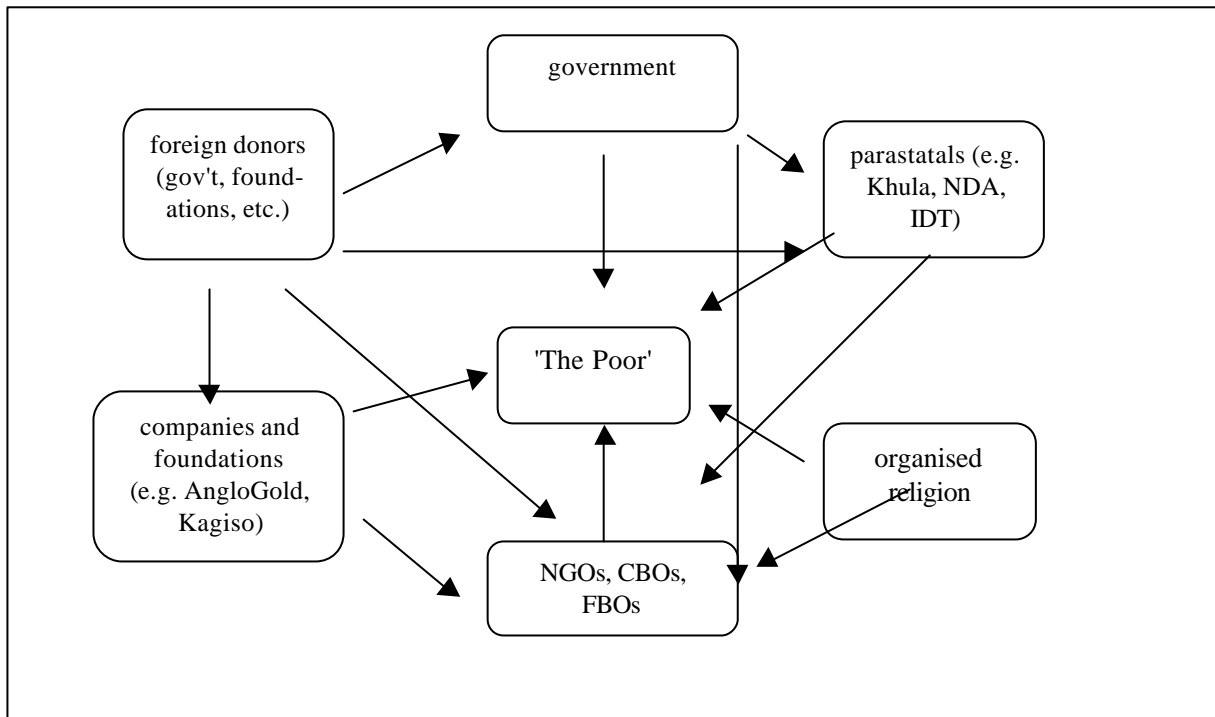 government
foreign donors
(gov't, found-
ations, etc.)
parastatals (e.g.
Khula, NDA,
IDT)
'The Poor'
companies and
foundations
(e.g. AngloGold,
Kagiso)
organised
religion
NGOs, CBOs,
FBOs